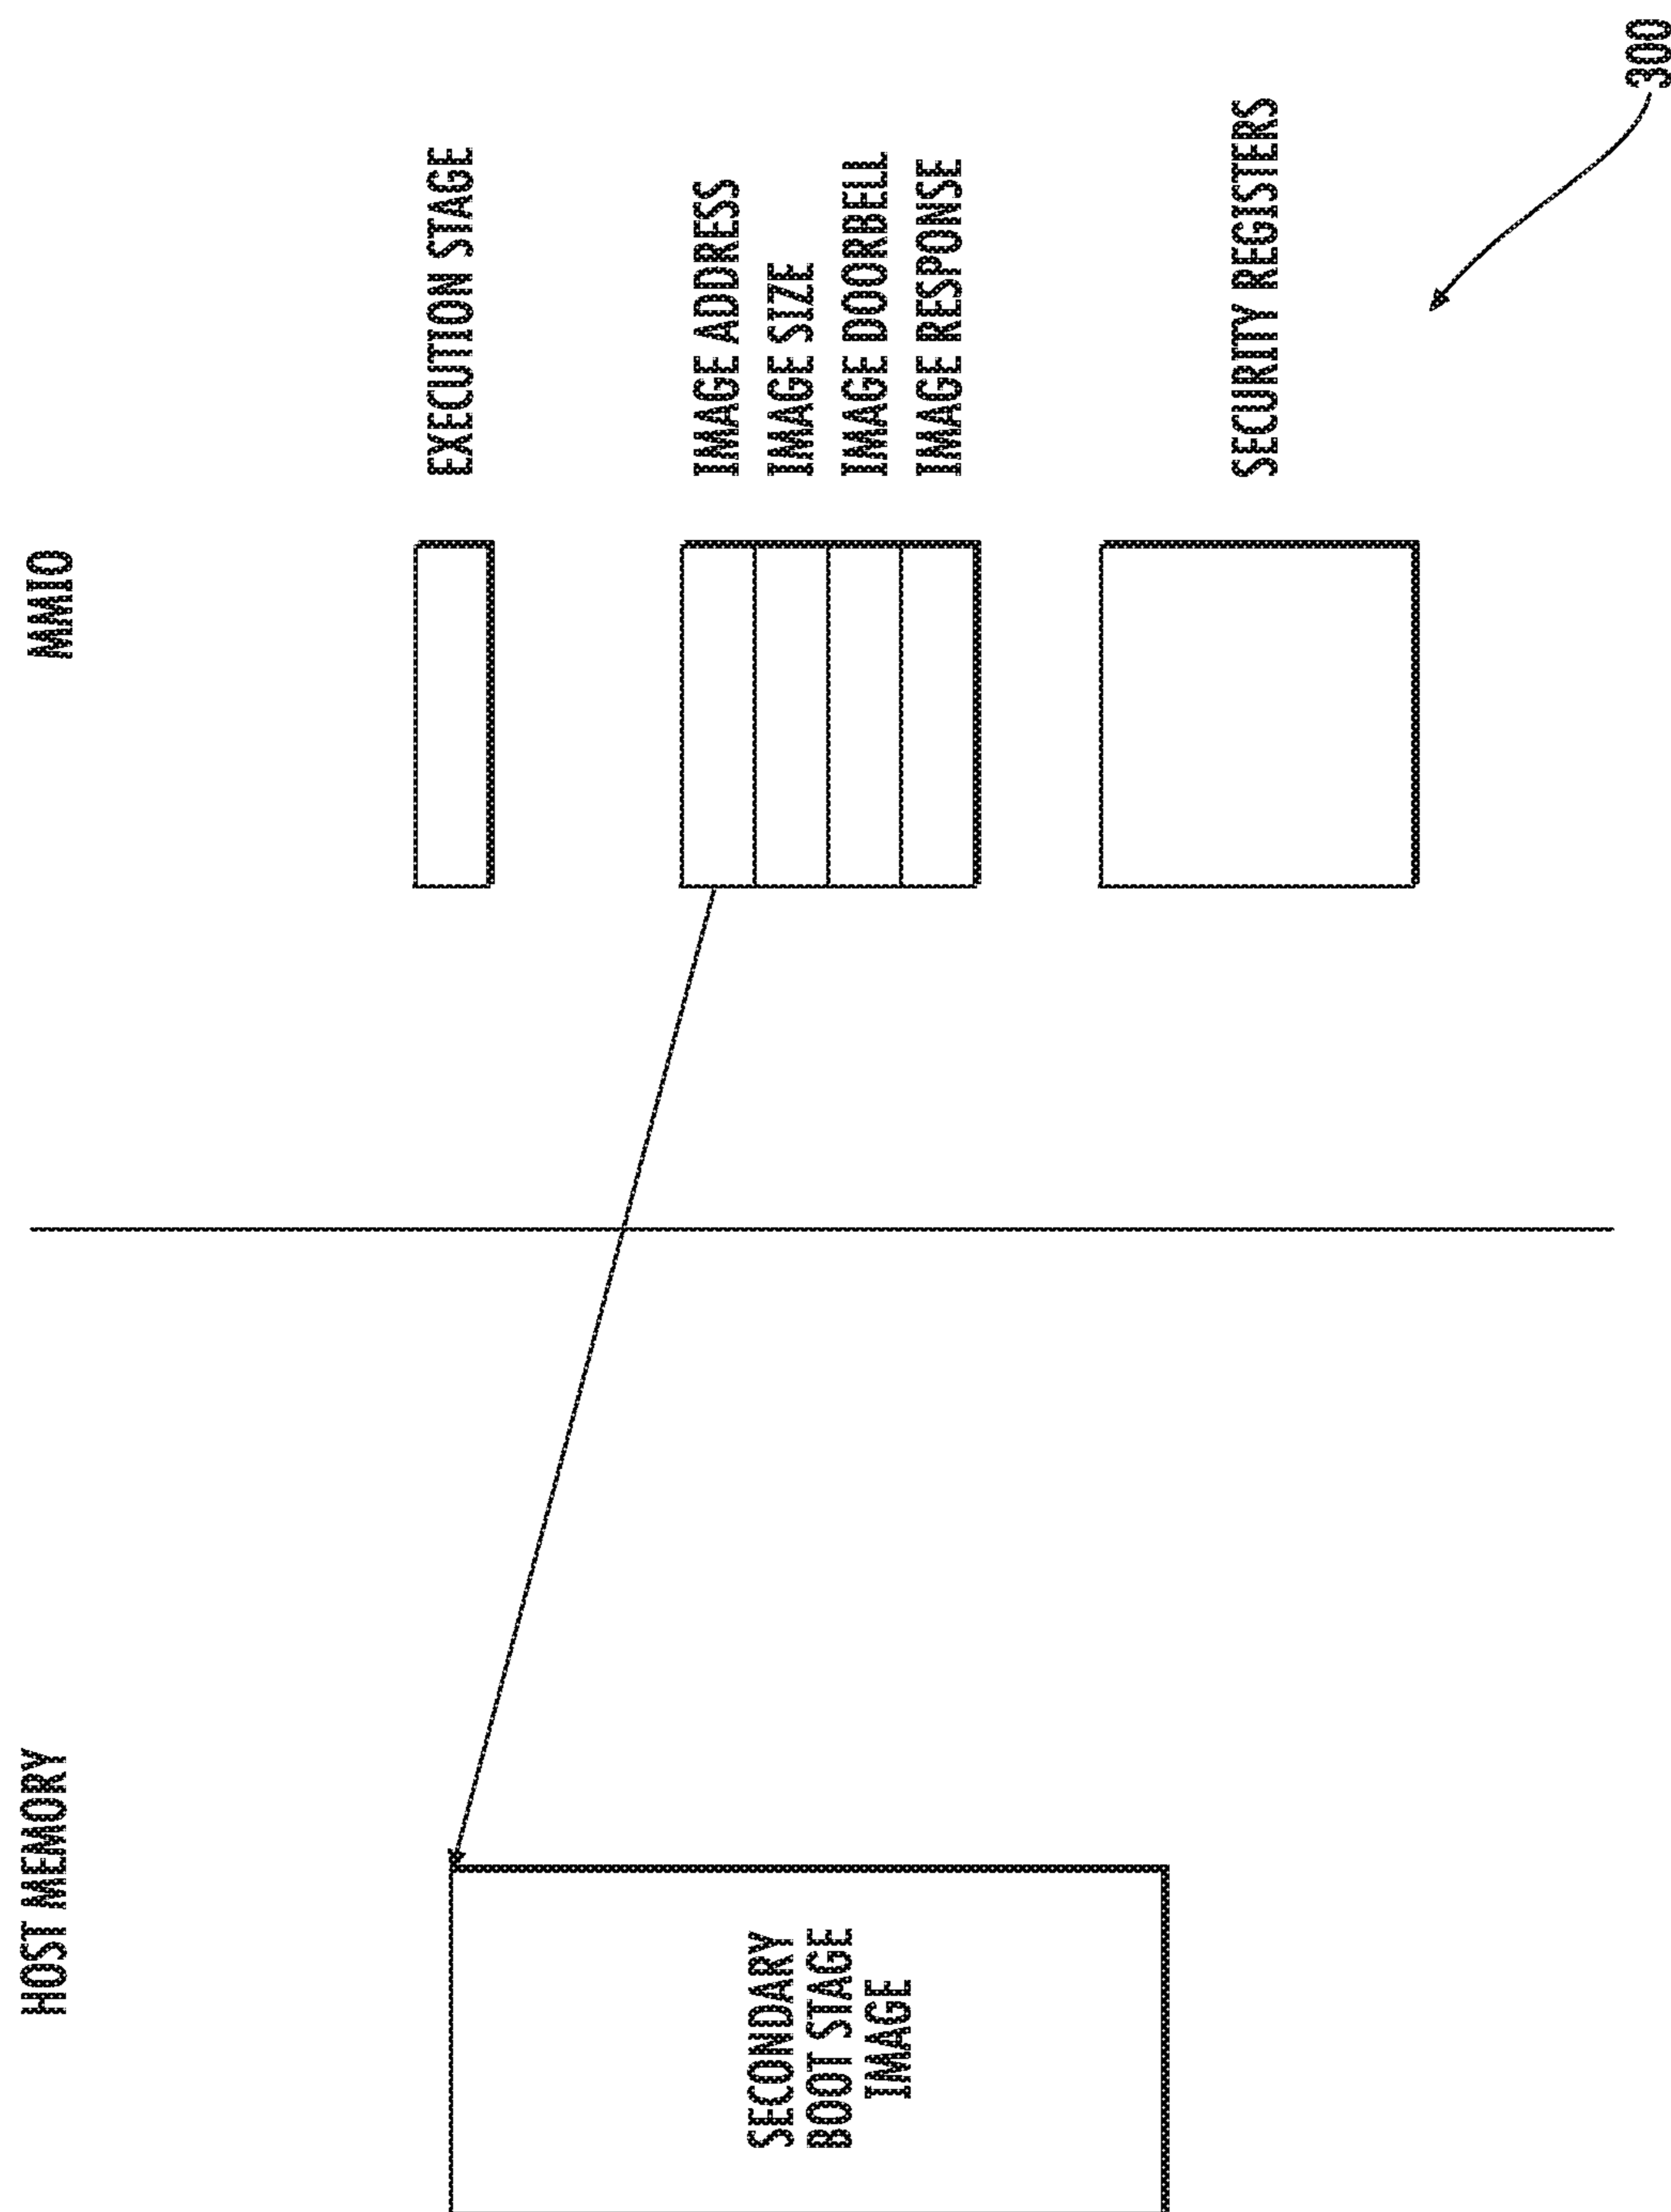 HOST MEMORY
MMIO
EXECUTION STAGE
IMAGE ADDRESS
IMAGE SIZE
IMAGE DOORBELL
IMAGE RESPONSE
SECONDARY
BOOT STAGE
IMAGE
SECURITY REGISTERS
300